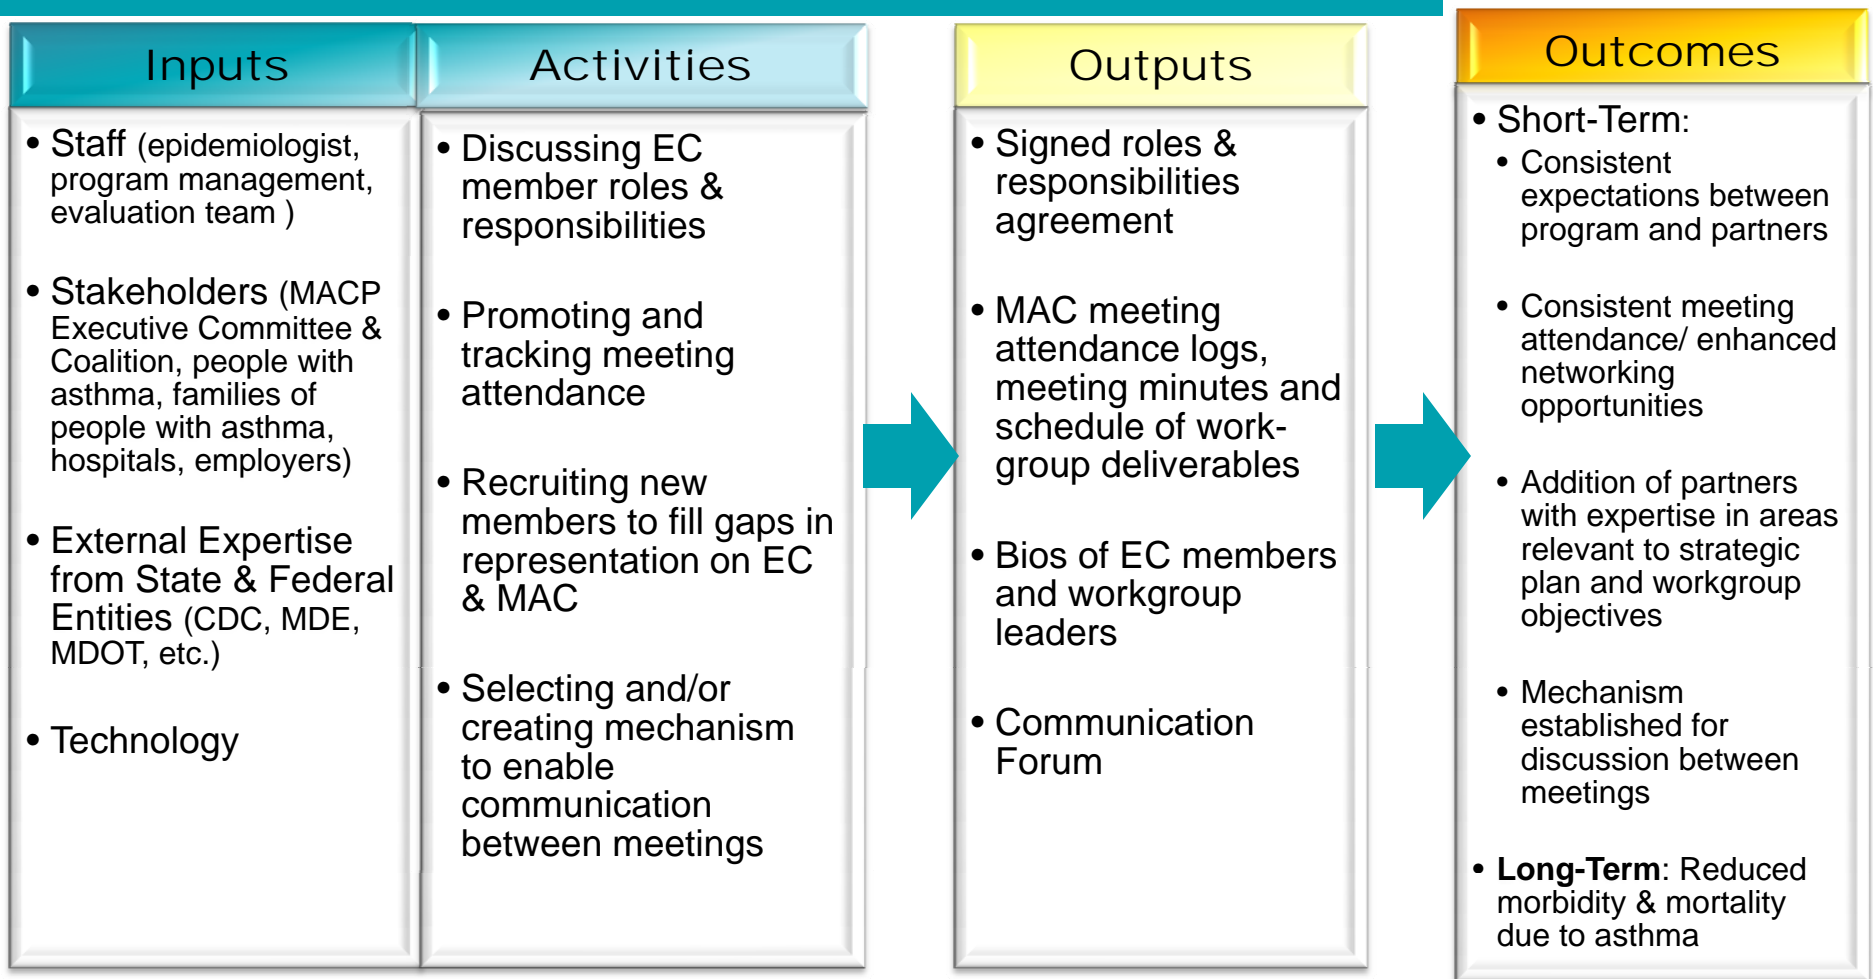 Inputs
• Staff (epidemiologist,
program management,
evaluation team )
• Stakeholders (MACP
Executive Committee &
Coalition, people with
asthma, families of
people with asthma,
hospitals, employers)
• External Expertise
from State & Federal
Entities (CDC, MDE,
MDOT, etc.)
• Technology
Activities
• Discussing EC
member roles &
responsibilities
• Promoting and
tracking meeting
attendance
• Recruiting new
members to fill gaps in
representation on EC
& MAC
• Selecting and/or
creating mechanism
to enable
communication
between meetings
Outputs
• Signed roles &
responsibilities
agreement
• MAC meeting
attendance logs,
meeting minutes and
schedule of work-
group deliverables
• Bios of EC members
and workgroup
leaders
• Communication
Forum
Outcomes
• Short-Term:
• Consistent
expectations between
program and partners
• Consistent meeting
attendance/ enhanced
networking
opportunities
• Addition of partners
with expertise in areas
relevant to strategic
plan and workgroup
objectives
• Mechanism
established for
discussion between
meetings
• Long-Term: Reduced
morbidity & mortality
due to asthma